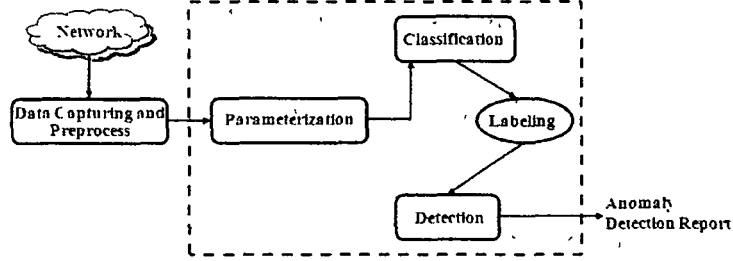 Network
Classification
Data Capturing and
Preprocess
Parameterization
Labeling
Detection
Anomaly
Detection Report